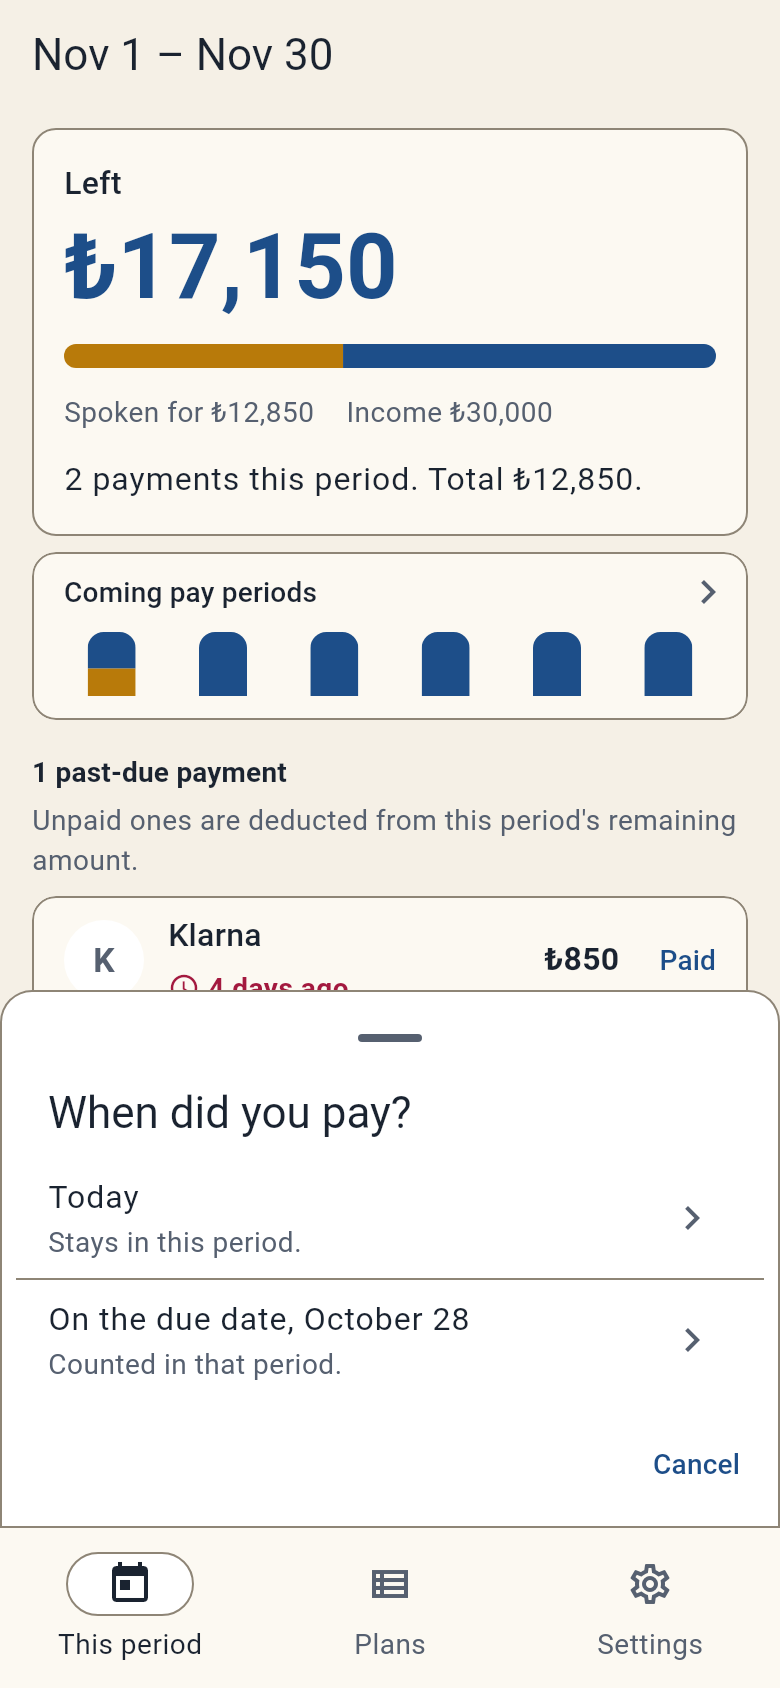 Nov 1 – Nov 30
Left
₺17,150
Spoken for ₺12,850 Income ₺30,000
2 payments this period. Total ₺12,850.
Coming pay periods
1 past-due payment
Unpaid ones are deducted from this period's remaining
amount.
K
Klarna
₺850
Paid
4 days ago
When did you pay?
Today
Stays in this period.
On the due date, October 28
Counted in that period.
Cancel
This period
Plans
Settings